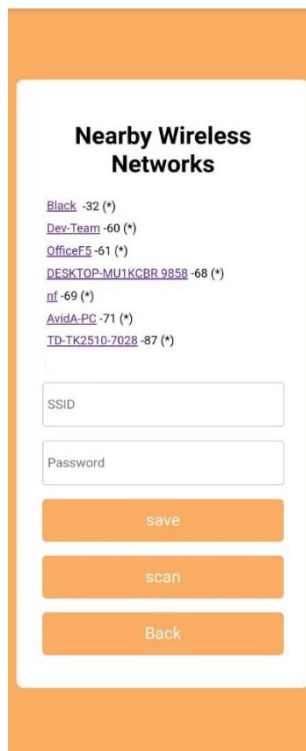 Nearby Wireless
Networks
Black -32 (*)
Dev-Team -60 (*)
OfficeF5 -61 (*)
DESKTOP-MU1KCBR 9858 -68 (*)
nf -69 (*)
AvidA-PC -71 (*)
TD-TK2510-7028 -87 (*)
SSID
Password
save
scan
Back